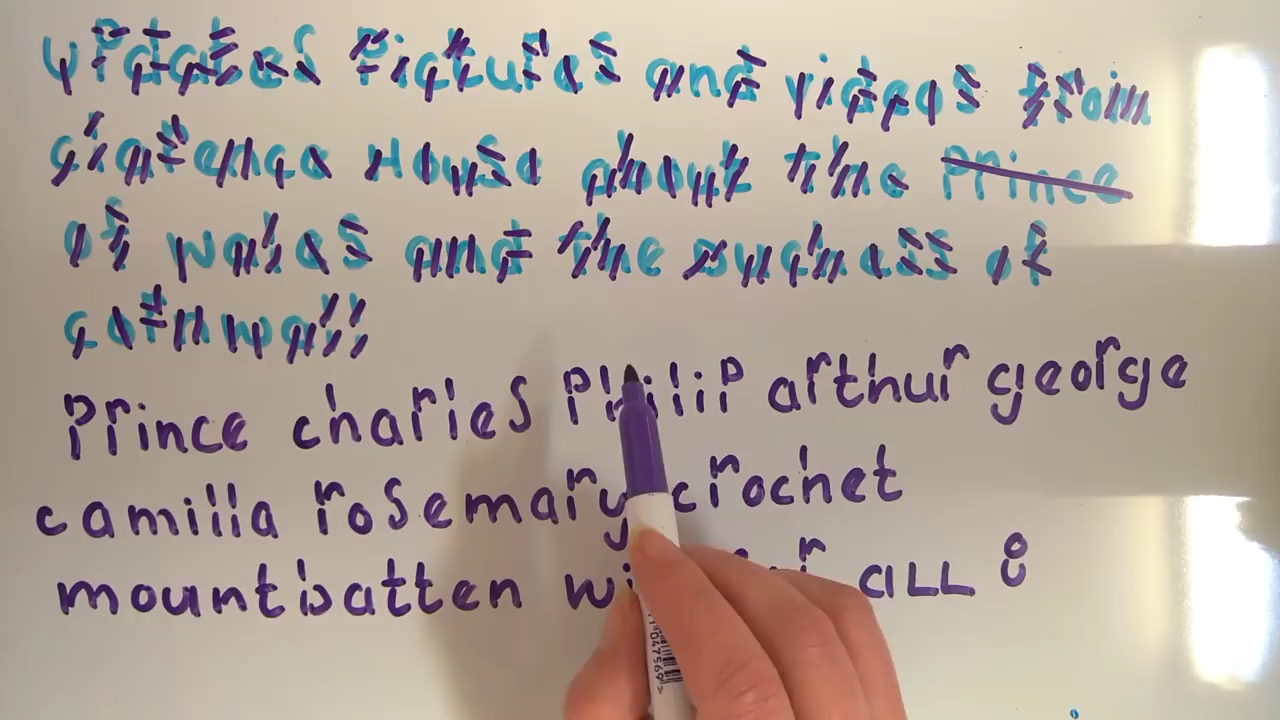 updates Pictures and videos from
clarence House about the Prince
of wales and the Duchess of
cornwall
Prince charles Philip arthur george
camilla rosemary crochet
mountbatten ALL